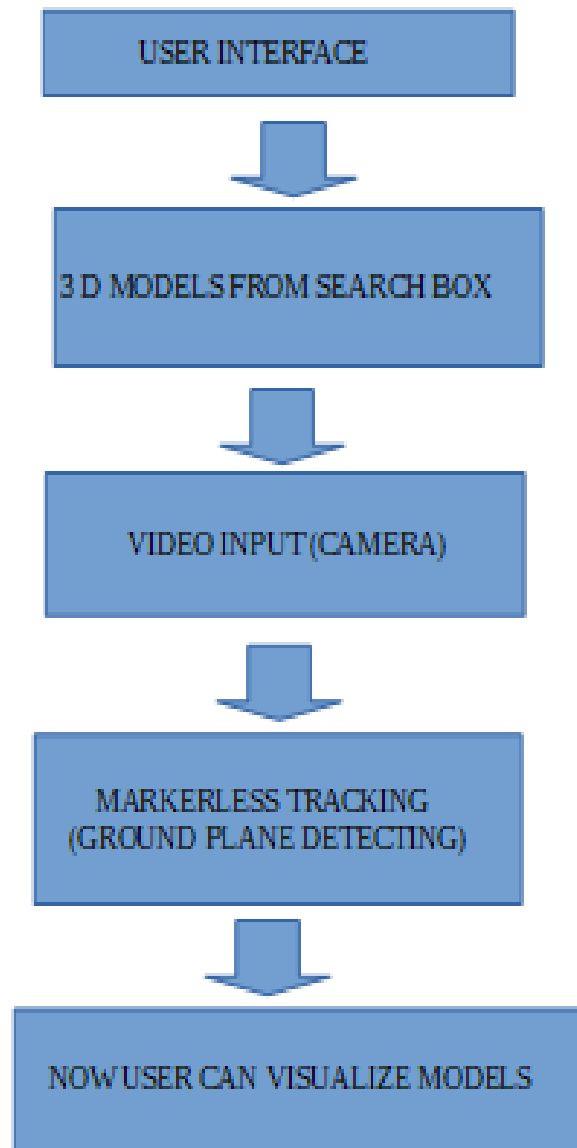 USER INTERFACE
3 D MODELS FROM SEARCH BOX
VIDEO INPUT (CAMERA)
MARKERLESS TRACKING
(GROUND PLANE DETECTING)
NOW USER CAN VISUALIZE MODELS